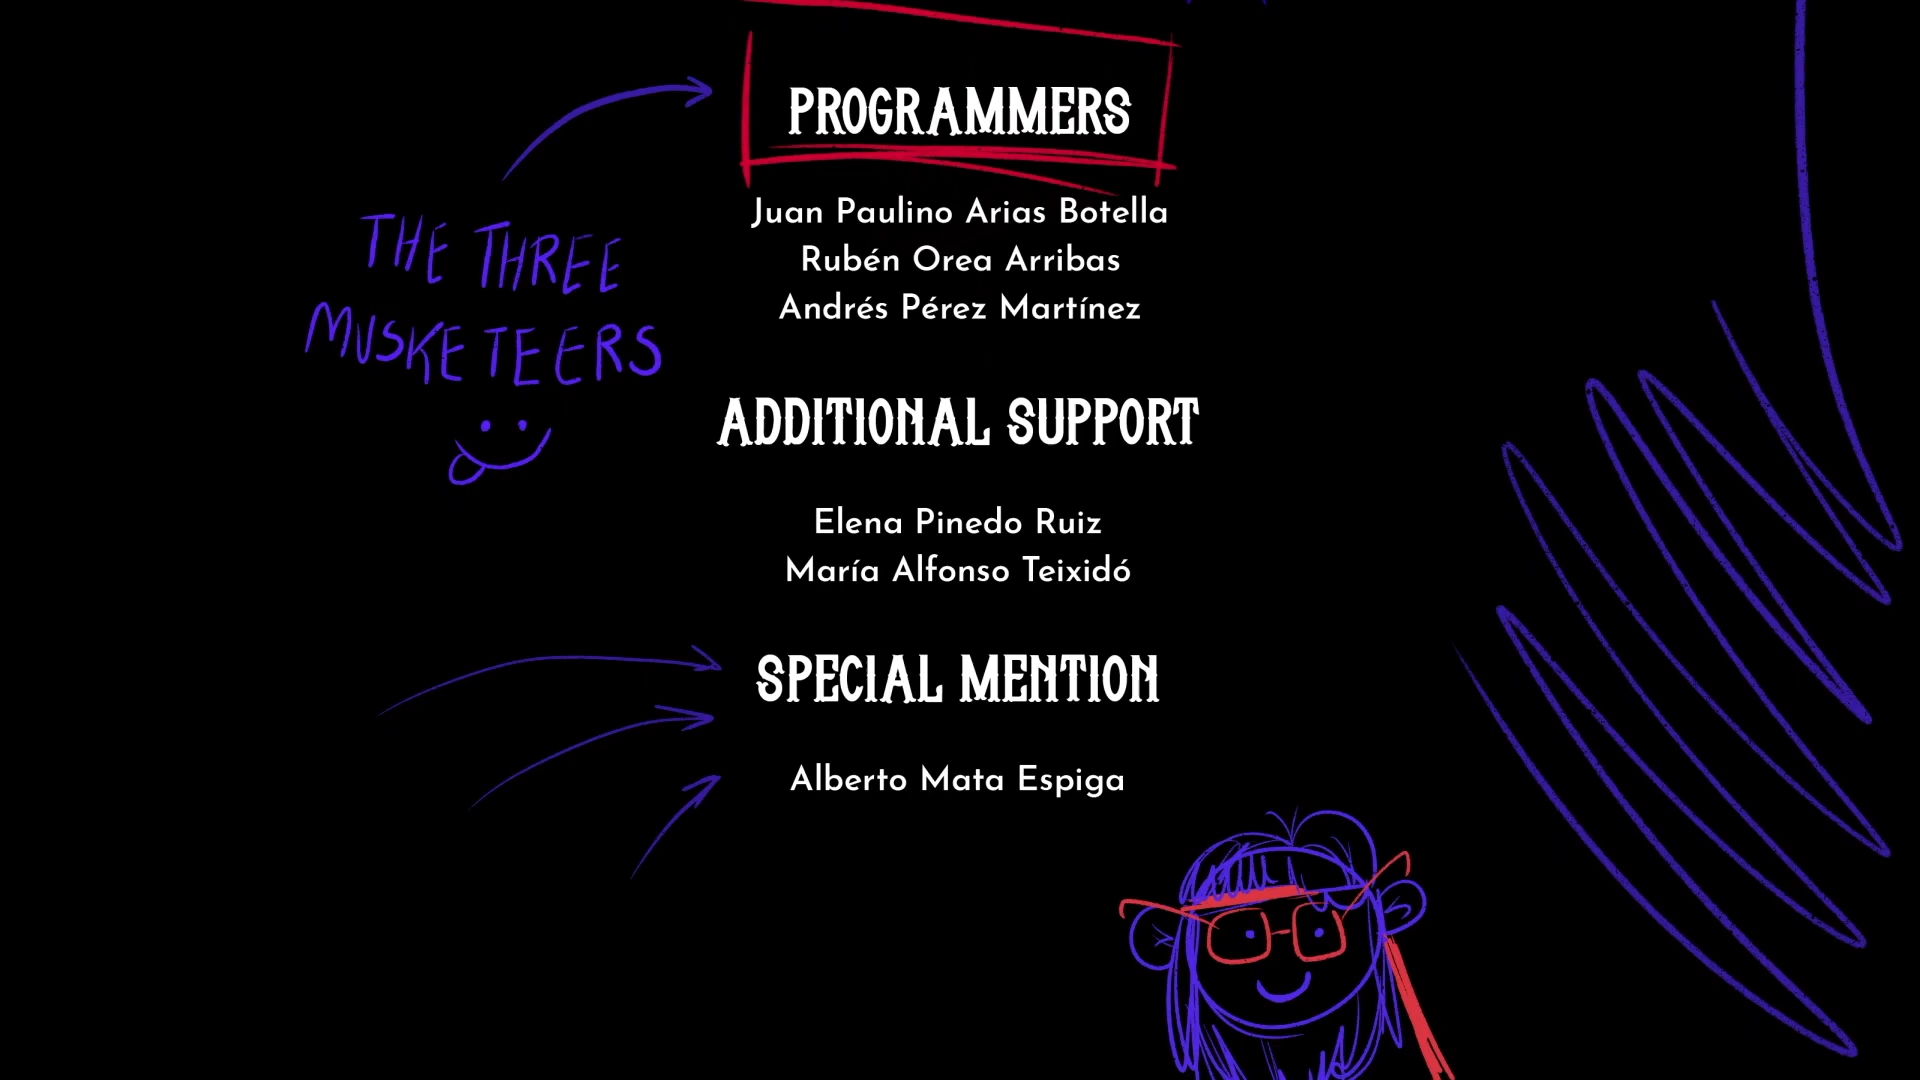 PROGRAMMERS
Juan Paulino Arias Botella
Rubén Orea Arribas
Andrés Pérez Martínez
THE THREE
MUSKETEERS
ADDITIONAL SUPPORT
Elena Pinedo Ruiz
María Alfonso Teixidó
SPECIAL MENTION
Alberto Mata Espiga